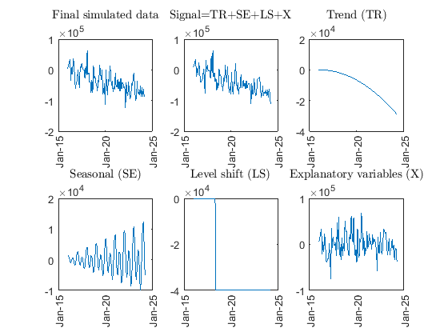 Final simulated data
Signal=TR+SE+LS+X
Trend (TR)
×10^5
×10^5
×10^4
1
0
-1
-2
1
0
-1
-2
2
0
-2
-4
Jan-15
Jan-20
Jan-25
Jan-15
Jan-20
Jan-25
Jan-15
Jan-20
Jan-25
Seasonal (SE)
Level shift (LS)
Explanatory variables (X)
×10^4
×10^4
×10^5
2
1
0
-1
0
-2
-4
1
0
-1
Jan-15
Jan-20
Jan-25
Jan-15
Jan-20
Jan-25
Jan-15
Jan-20
Jan-25